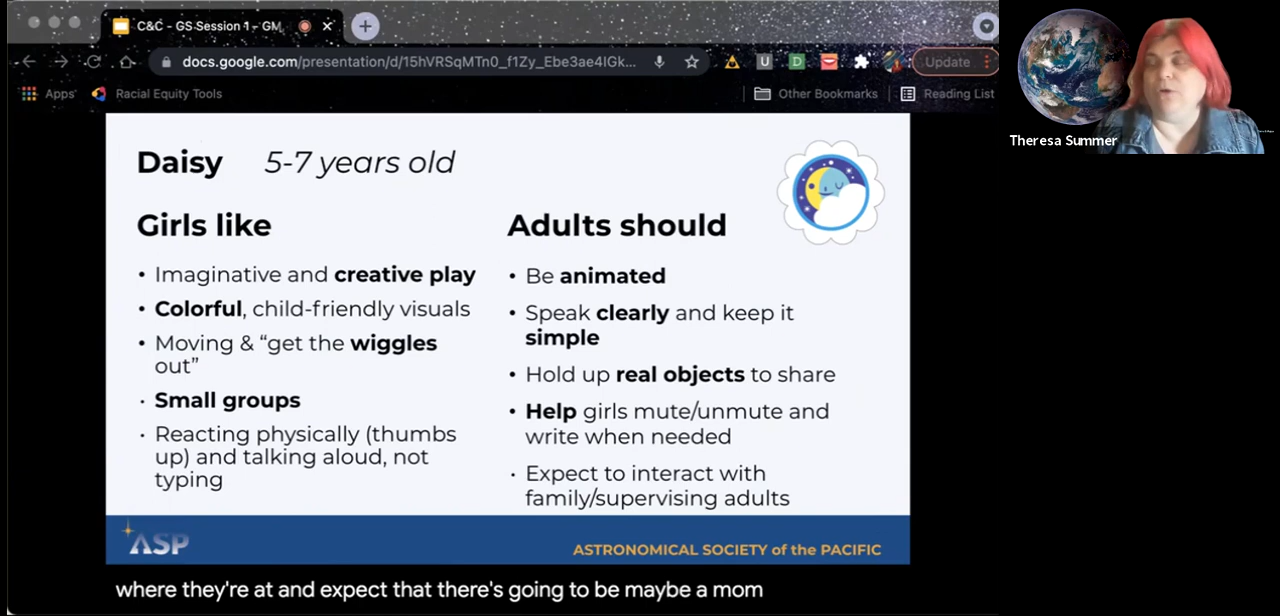 C&C - GS Session 1 - GM
docs.google.com/presentation/d/15hVRSqMTn0_f1Zy_Ebe3ae4IGk...
U
D
Update
Apps
Racial Equity Tools
Other Bookmarks
Reading List
Theresa Summer
Daisy 5-7 years old
Girls like
• Imaginative and creative play
• Colorful, child-friendly visuals
• Moving & “get the wiggles
out”
• Small groups
• Reacting physically (thumbs
up) and talking aloud, not
typing
Adults should
• Be animated
• Speak clearly and keep it
simple
• Hold up real objects to share
• Help girls mute/unmute and
write when needed
• Expect to interact with
family/supervising adults
ASP
ASTRONOMICAL SOCIETY of the PACIFIC
where they're at and expect that there's going to be maybe a mom